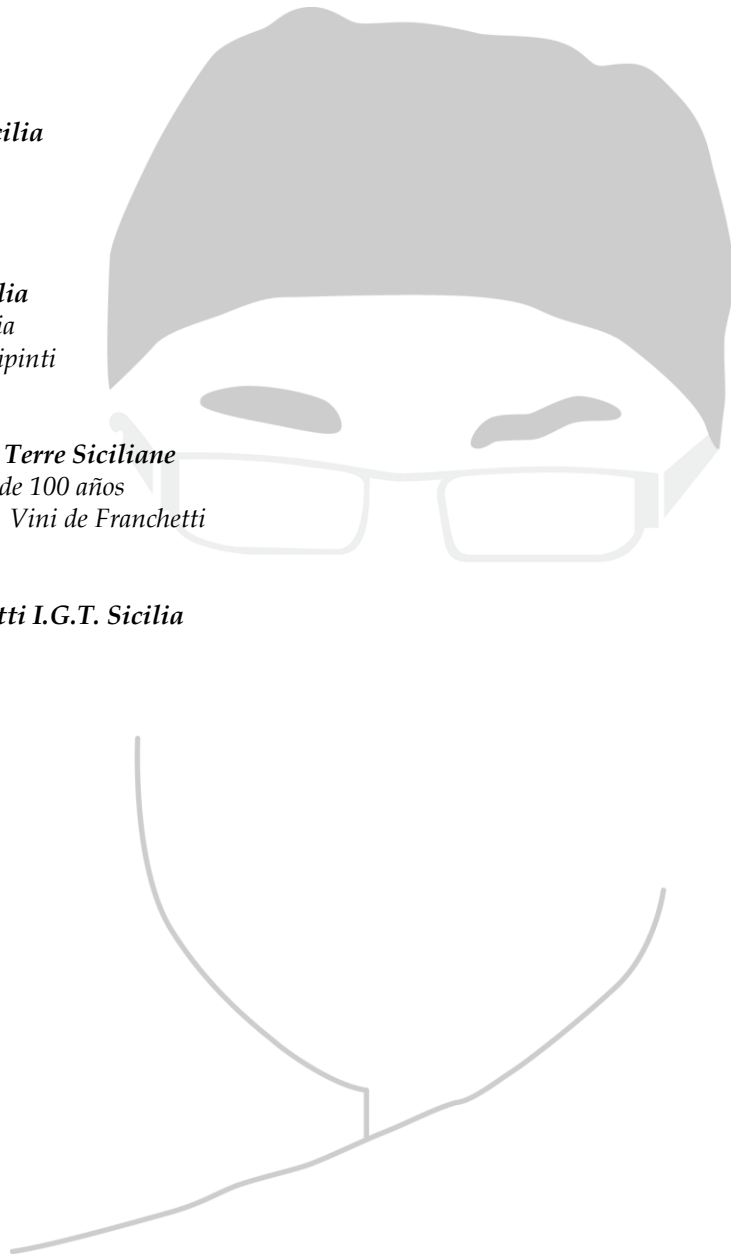 cilia
lia
ia
ipinti
Terre Siciliane
de 100 años
Vini de Franchetti
tti I.G.T. Sicilia